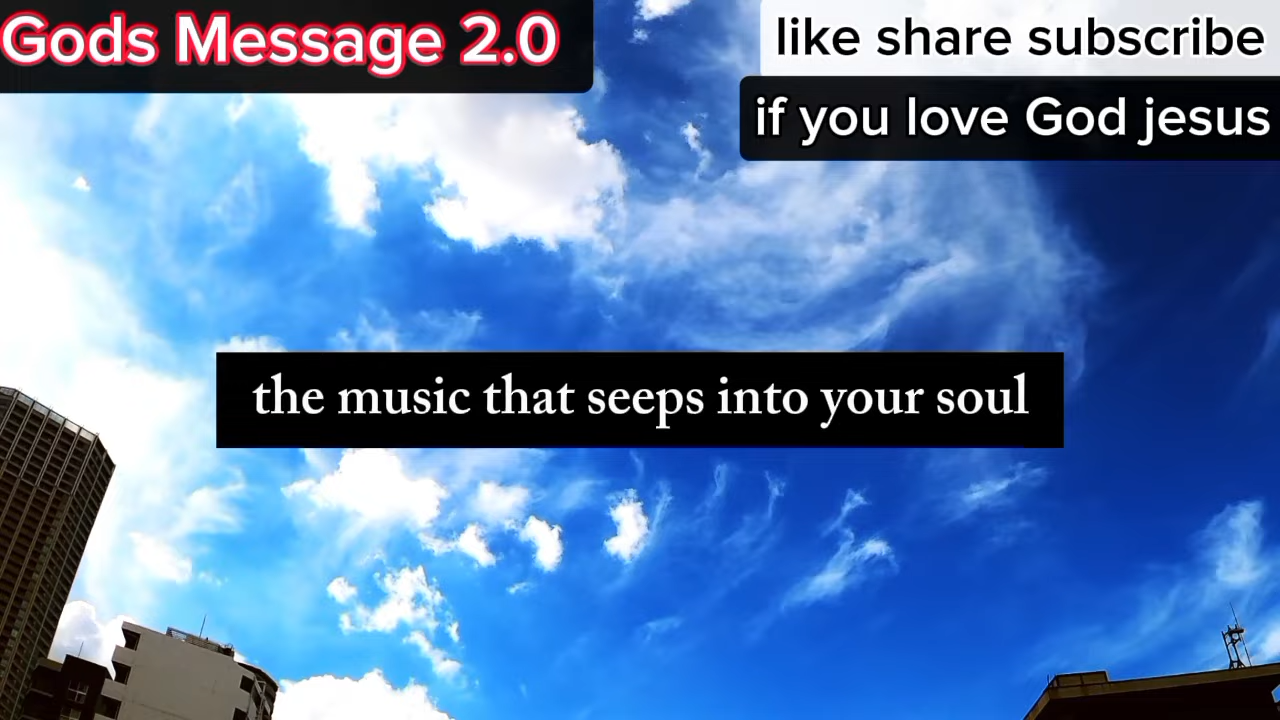 Gods Message 2.0
like share subscribe
if you love God jesus
the music that seeps into your soul